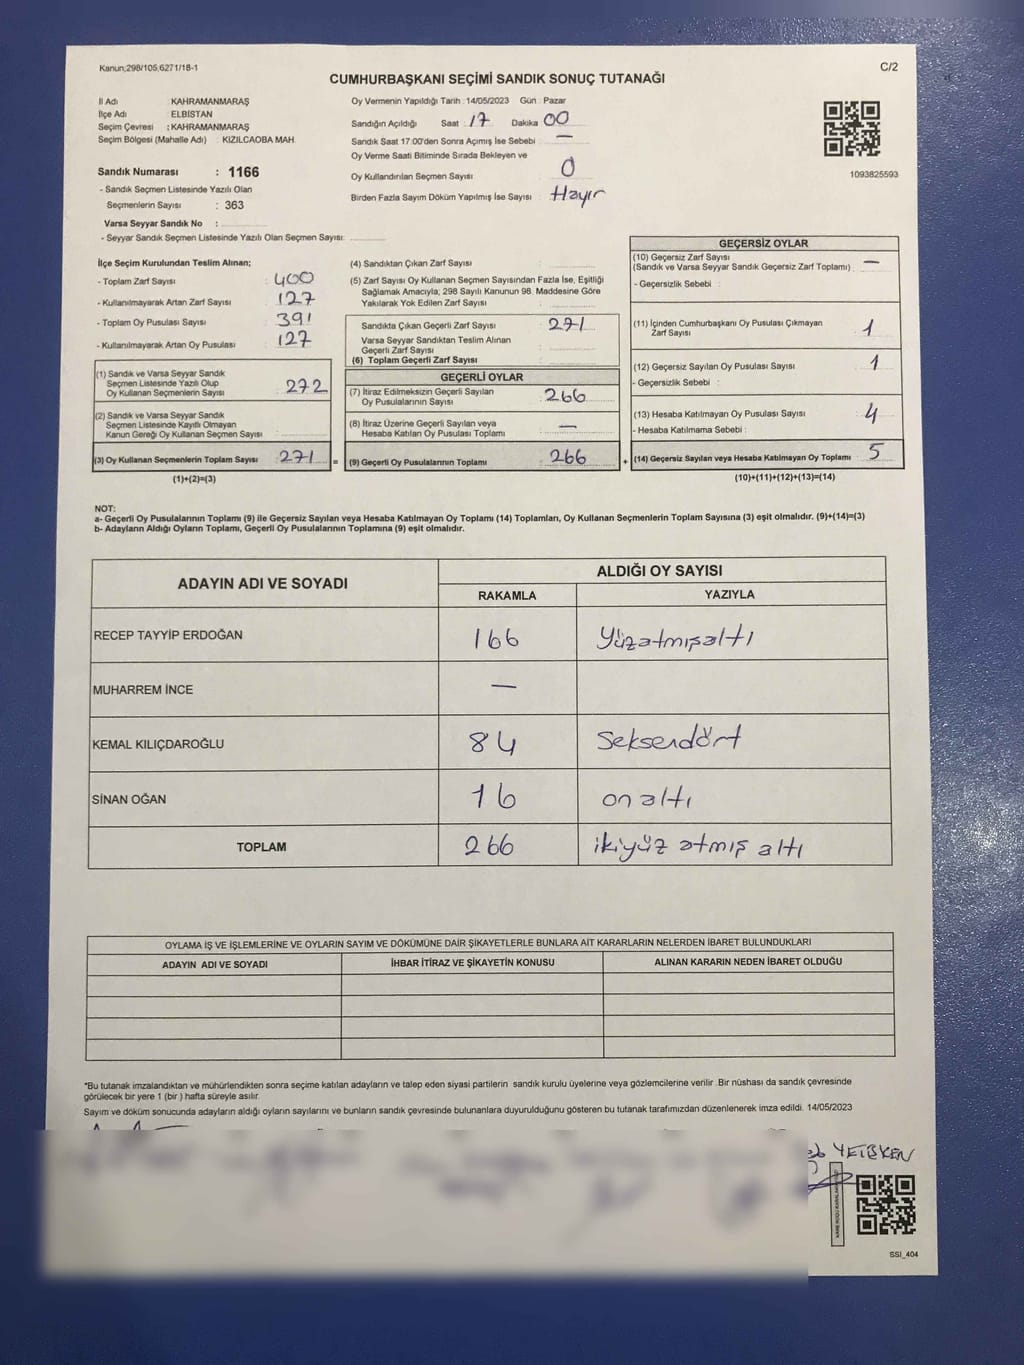 Kanun;298/105,6271/18-1
C/2
CUMHURBAŞKANI SEÇİMİ SANDIK SONUÇ TUTANAĞI
İl Adı : KAHRAMANMARAŞ
İlçe Adı : ELBİSTAN
Seçim Çevresi : KAHRAMANMARAŞ
Seçim Bölgesi (Mahalle Adı) : KIZILCAOBA MAH.
Sandık Numarası : 1166
- Sandık Seçmen Listesinde Yazılı Olan
Seçmenlerin Sayısı : 363
Varsa Seyyar Sandık No :
- Seyyar Sandık Seçmen Listesinde Yazılı Olan Seçmen Sayısı:
Oy Vermenin Yapıldığı Tarih : 14/05/2023 Gün : Pazar
Sandığın Açıldığı Saat : 17 Dakika 00
Sandık Saat 17:00'den Sonra Açımış İse Sebebi : —
Oy Verme Saati Bitiminde Sırada Bekleyen ve
Oy Kullandırılan Seçmen Sayısı : 0
Birden Fazla Sayım Döküm Yapılmış İse Sayısı : Hayır
1093825593
İlçe Seçim Kurulundan Teslim Alınan;
- Toplam Zarf Sayısı : 400
- Kullanılmayarak Artan Zarf Sayısı : 127
- Toplam Oy Pusulası Sayısı : 391
- Kullanılmayarak Artan Oy Pusulası : 127
(1) Sandık ve Varsa Seyyar Sandık
Seçmen Listesinde Yazılı Olup
Oy Kullanan Seçmenlerin Sayısı : 272
(2) Sandık ve Varsa Seyyar Sandık
Seçmen Listesinde Kayıtlı Olmayan
Kanun Gereği Oy Kullanan Seçmen Sayısı :
(3) Oy Kullanan Seçmenlerin Toplam Sayısı : 271
(1)+(2)=(3)
(4) Sandıktan Çıkan Zarf Sayısı :
(5) Zarf Sayısı Oy Kullanan Seçmen Sayısından Fazla İse, Eşitliği
Sağlamak Amacıyla, 298 Sayılı Kanunun 98. Maddesine Göre
Yakılarak Yok Edilen Zarf Sayısı :
Sandıkta Çıkan Geçerli Zarf Sayısı : 271
Varsa Seyyar Sandıktan Teslim Alınan
Geçerli Zarf Sayısı :
(6) Toplam Geçerli Zarf Sayısı :
GEÇERLİ OYLAR
(7) İtiraz Edilmeksizin Geçerli Sayılan
Oy Pusulalarının Sayısı : 266
(8) İtiraz Üzerine Geçerli Sayılan veya
Hesaba Katılan Oy Pusulası Toplamı : —
(9) Geçerli Oy Pusulalarının Toplamı : 266
GEÇERSİZ OYLAR
(10) Geçersiz Zarf Sayısı
(Sandık ve Varsa Seyyar Sandık Geçersiz Zarf Toplamı) : —
- Geçersizlik Sebebi :
(11) İçinden Cumhurbaşkanı Oy Pusulası Çıkmayan
Zarf Sayısı : 1
(12) Geçersiz Sayılan Oy Pusulası Sayısı : 1
- Geçersizlik Sebebi :
(13) Hesaba Katılmayan Oy Pusulası Sayısı : 4
- Hesaba Katılmama Sebebi :
(14) Geçersiz Sayılan veya Hesaba Katılmayan Oy Toplamı : 5
(10)+(11)+(12)+(13)=(14)
NOT:
a- Geçerli Oy Pusulalarının Toplamı (9) ile Geçersiz Sayılan veya Hesaba Katılmayan Oy Toplamı (14) Toplamları, Oy Kullanan Seçmenlerin Toplam Sayısına (3) eşit olmalıdır. (9)+(14)=(3)
b- Adayların Aldığı Oyların Toplamı, Geçerli Oy Pusulalarının Toplamına (9) eşit olmalıdır.
ADAYIN ADI VE SOYADI ALDIĞI OY SAYISI
RAKAMLA YAZIYLA
RECEP TAYYİP ERDOĞAN 166 Yüzatmışaltı
MUHARREM İNCE —
KEMAL KILIÇDAROĞLU 84 Seksendört
SİNAN OĞAN 16 onaltı
TOPLAM 266 ikiyüz atmış altı
OYLAMA İŞ VE İŞLEMLERİNE VE OYLARIN SAYIM VE DÖKÜMÜNE DAİR ŞİKAYETLERLE BUNLARA AİT KARARLARIN NELERDEN İBARET BULUNDUKLARI
ADAYIN ADI VE SOYADI İHBAR İTİRAZ VE ŞİKAYETİN KONUSU ALINAN KARARIN NEDEN İBARET OLDUĞU
*Bu tutanak imzalandıktan ve mühürlendikten sonra seçime katılan adayların ve talep eden siyasi partilerin sandık kurulu üyelerine veya gözlemcilerine verilir .Bir nüshası da sandık çevresinde
görülecek bir yere 1 (bir ) hafta süreyle asılır.
Sayım ve döküm sonucunda adayların aldığı oyların sayılarını ve bunların sandık çevresinde bulunanlara duyurulduğunu gösteren bu tutanak tarafımızdan düzenlenerek imza edildi. 14/05/2023
SSI_404